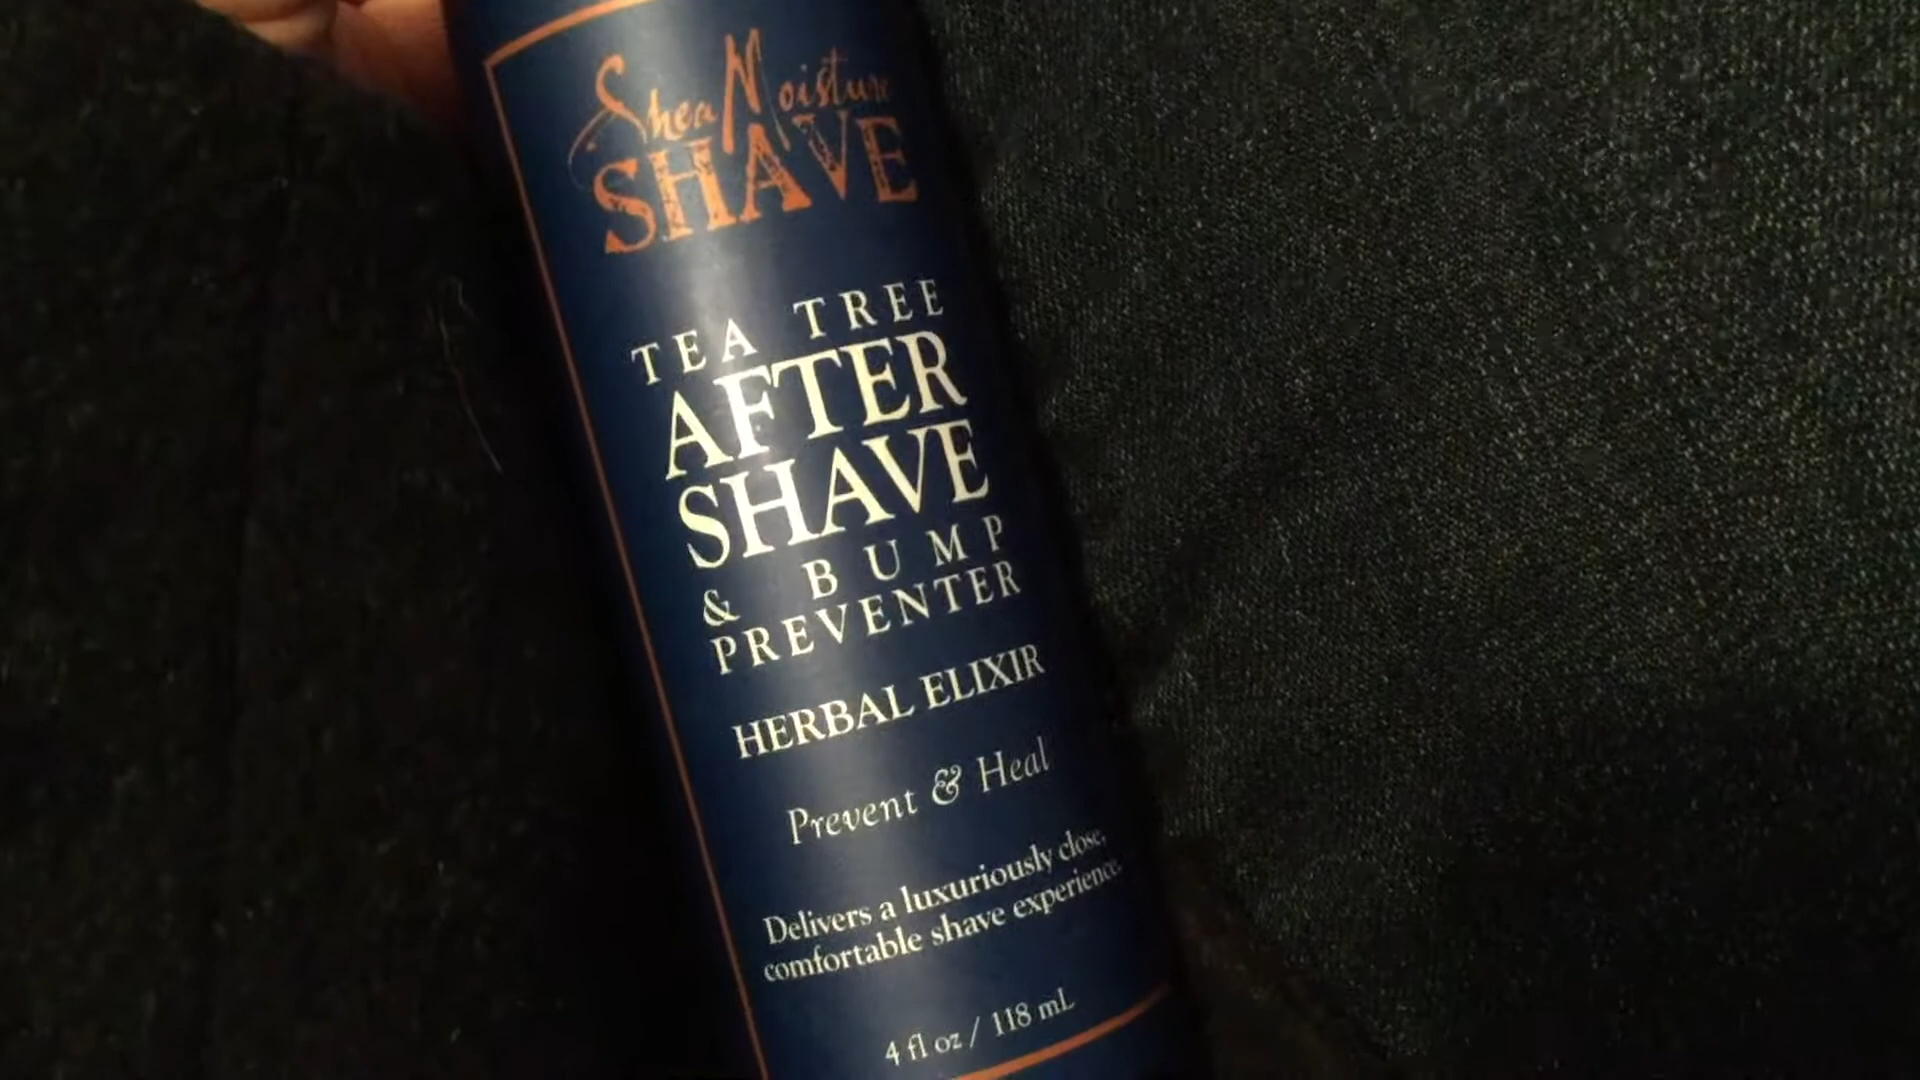 SheaMoisture
SHAVE
TEA TREE
AFTER
SHAVE
& BUMP
PREVENTER
HERBAL ELIXIR
Prevent & Heal
Delivers a luxuriously close,
comfortable shave experience.
4 fl oz / 118 mL